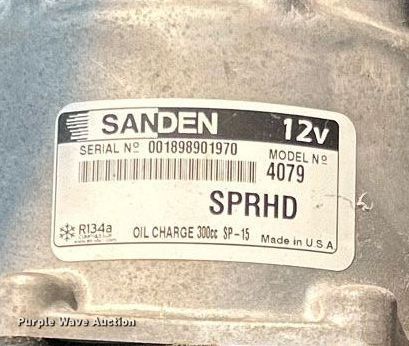 SANDEN 12V
SERIAL Nº 001898901970
MODEL Nº
4079
SPRHD
R134a
OIL CHARGE 300cc SP-15 Made in U.S.A
Purple Wave Auction